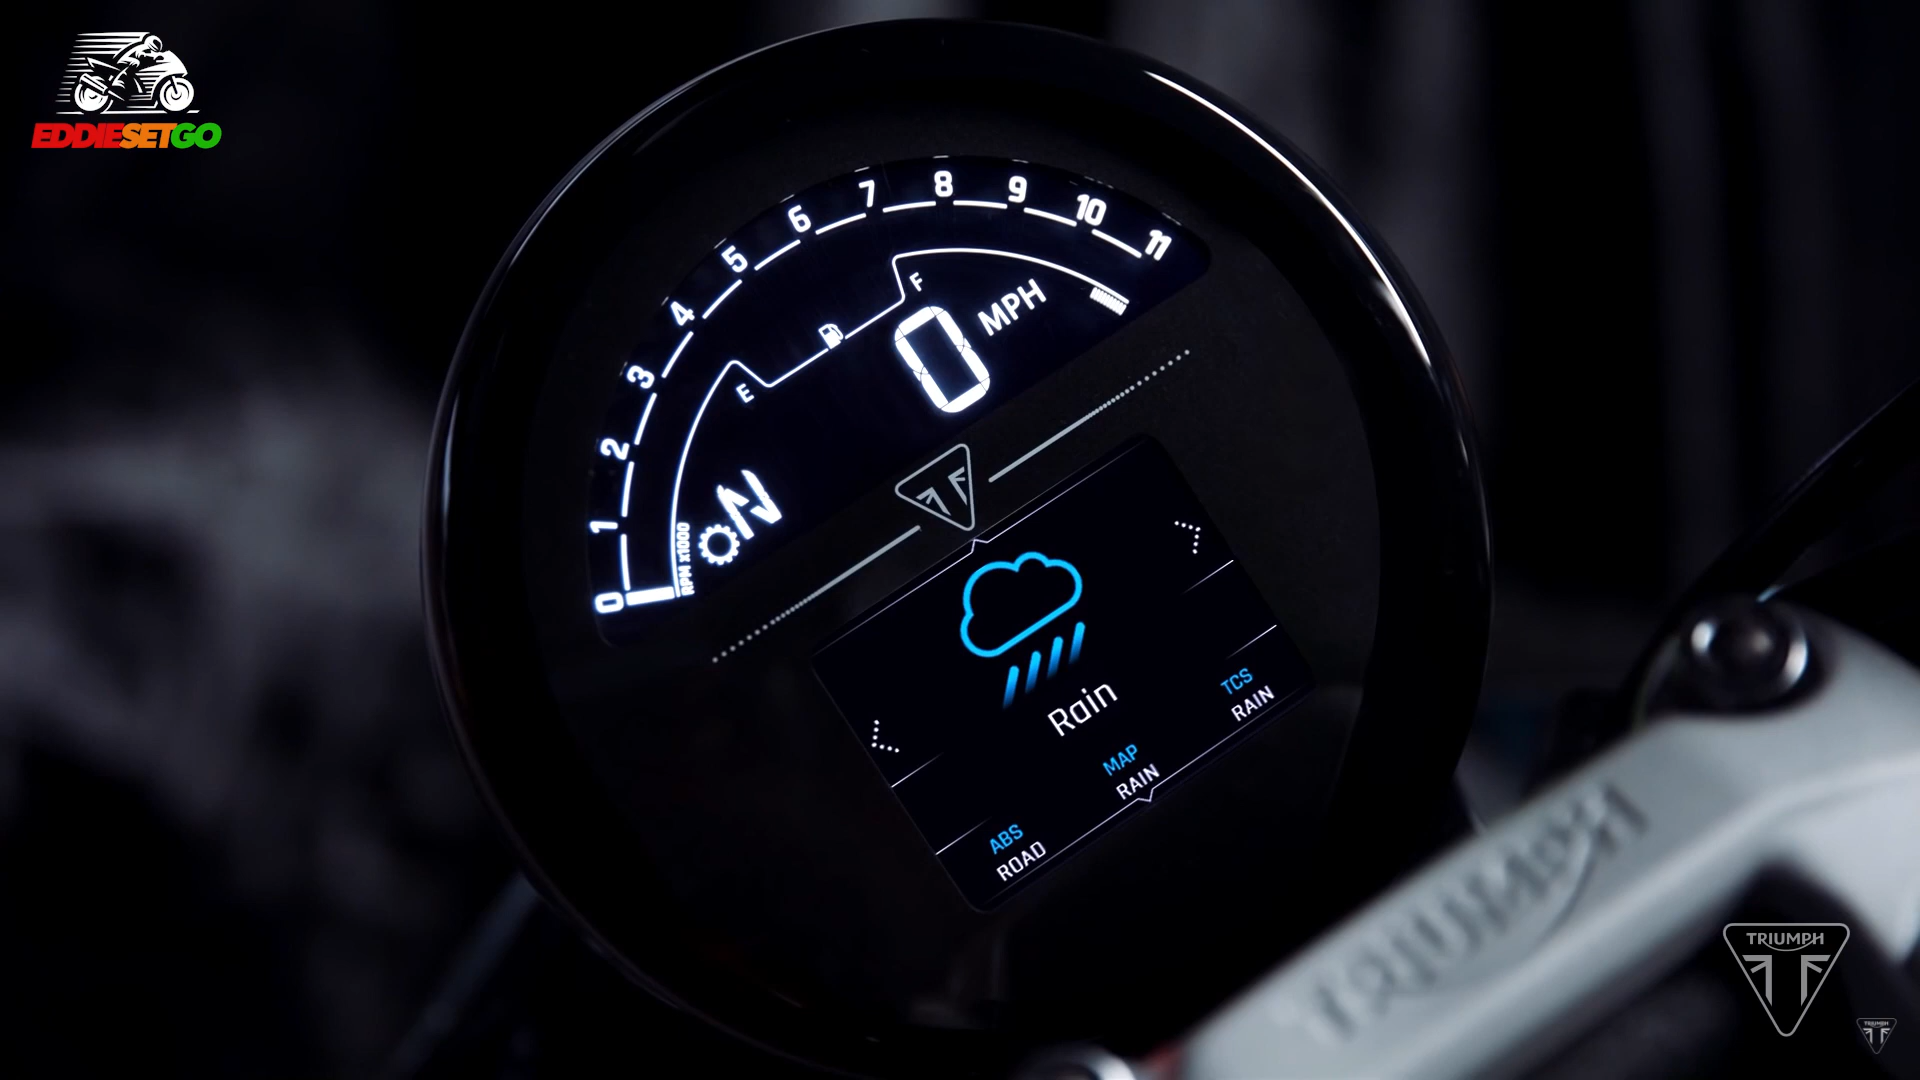 EDDIESETGO
0 1 2 3 4 5 6 7 8 9 10 11
RPM x1000
E F
0 MPH
N
Rain
ABS
ROAD
MAP
RAIN
TCS
RAIN
TRIUMPH
TRIUMPH
TRIUMPH